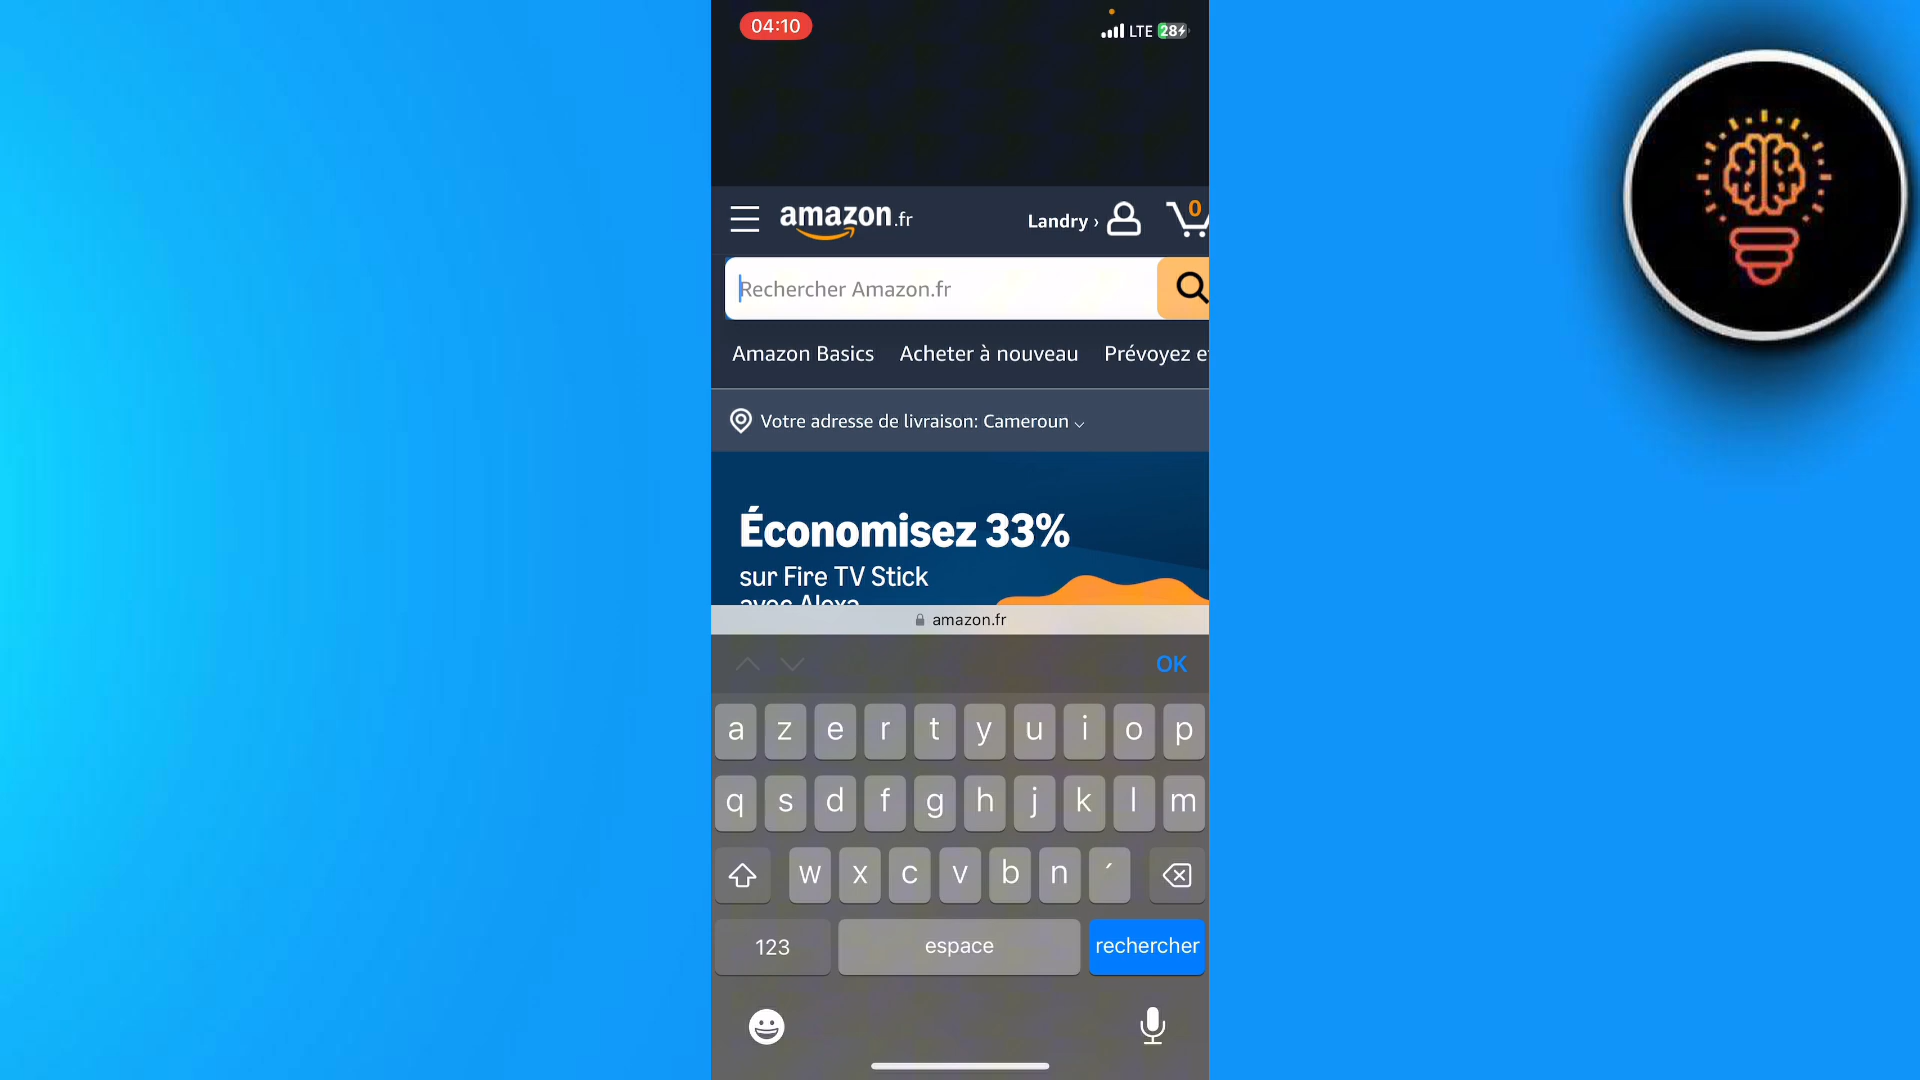 04:10
LTE 28
amazon.fr
Landry ›
0
Rechercher Amazon.fr
Amazon Basics Acheter à nouveau Prévoyez e
Votre adresse de livraison: Cameroun
Économisez 33%
sur Fire TV Stick
avec Alexa
amazon.fr
OK
a z e r t y u i o p
q s d f g h j k l m
w x c v b n ´
123 espace rechercher